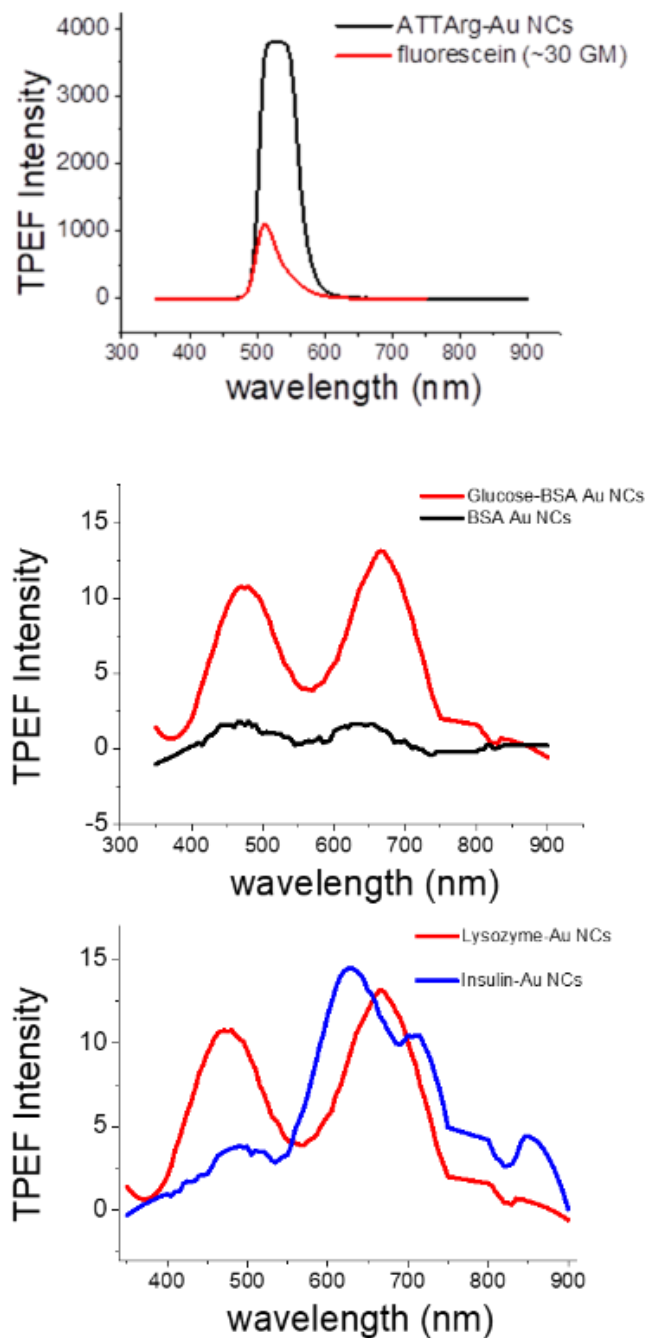 ATTArg-Au NCs
fluorescein (~30 GM)
TPEF Intensity
4000
3000
2000
1000
0
300 400 500 600 700 800 900
wavelength (nm)
Glucose-BSA Au NCs
BSA Au NCs
TPEF Intensity
15
10
5
0
-5
300 400 500 600 700 800 900
wavelength (nm)
Lysozyme-Au NCs
Insulin-Au NCs
TPEF Intensity
15
10
5
0
400 500 600 700 800 900
wavelength (nm)